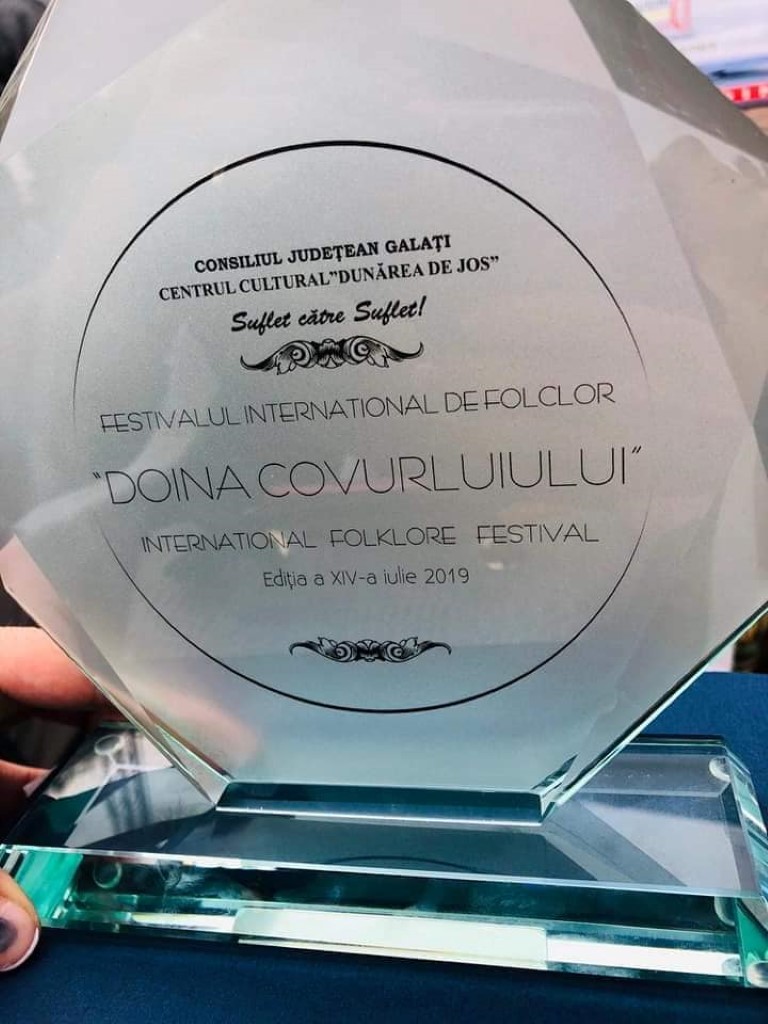 CONSILIUL JUDEȚEAN GALAȚI
CENTRUL CULTURAL"DUNĂREA DE JOS"
Suflet către Suflet!
FESTIVALUL INTERNATIONAL DE FOLCLOR
"DOINA COVURLUIULUI"
INTERNATIONAL FOLKLORE FESTIVAL
Ediția a XIV-a iulie 2019